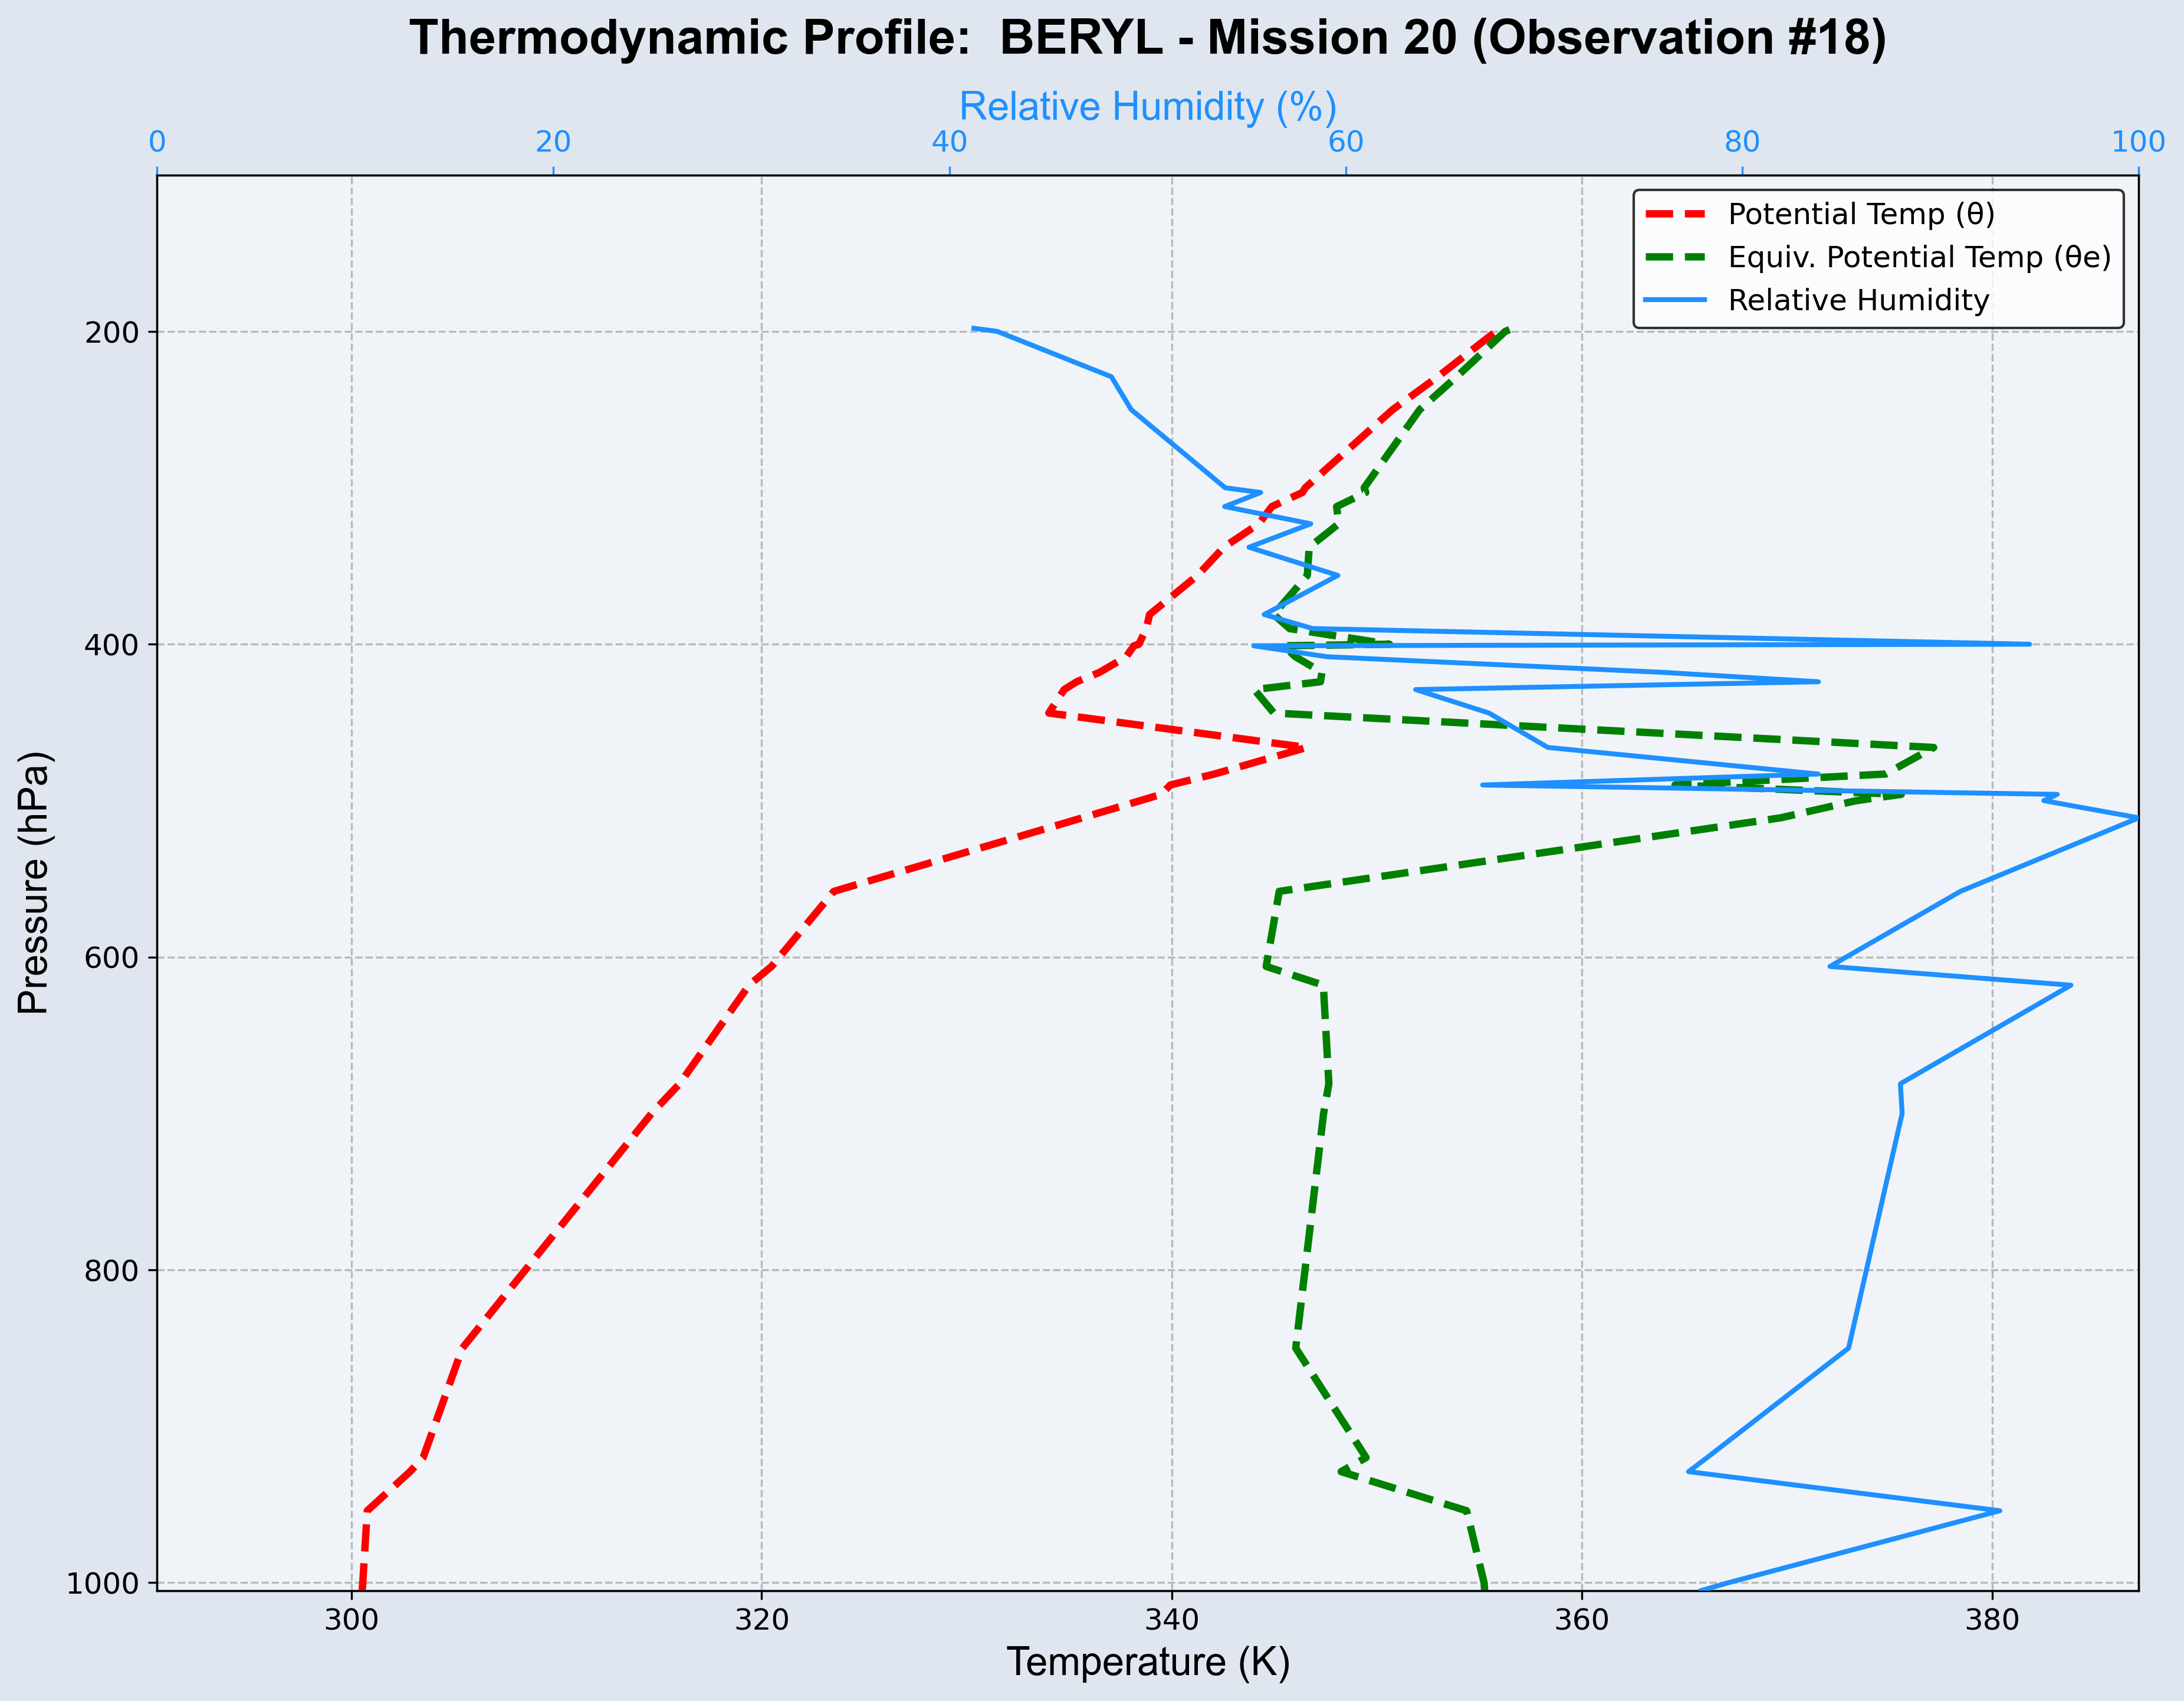 Thermodynamic Profile:  BERYL - Mission 20 (Observation #18)
Relative Humidity (%)
0 20 40 60 80 100
Potential Temp (θ)
Equiv. Potential Temp (θe)
Relative Humidity
200
400
600
800
1000
Pressure (hPa)
300 320 340 360 380
Temperature (K)